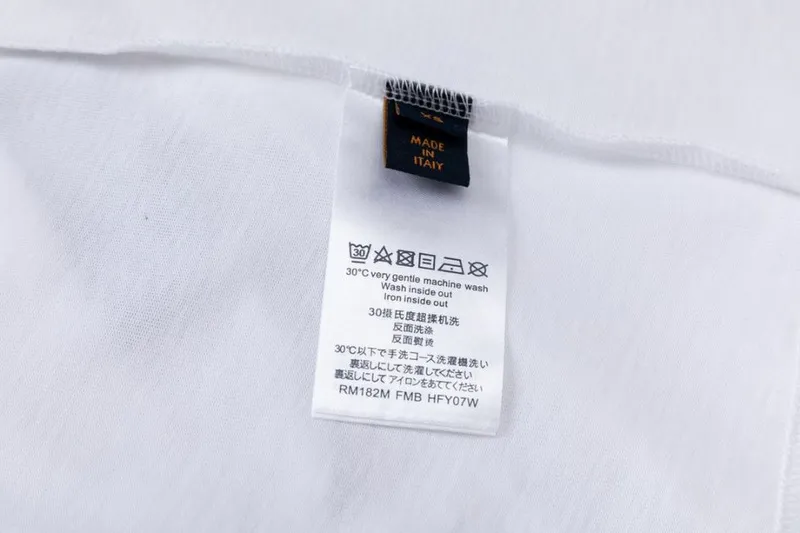 XS
MADE
IN
ITAIY
30
30°C very gentle machine wash
Wash inside out
Iron inside out
30摄氏度超揉机洗
反面洗涤
反面熨烫
30℃以下で手洗コース洗濯機洗い
裏返しにして洗濯してください
裏返しにして アイロンをあててください
RM182M FMB HFY07W